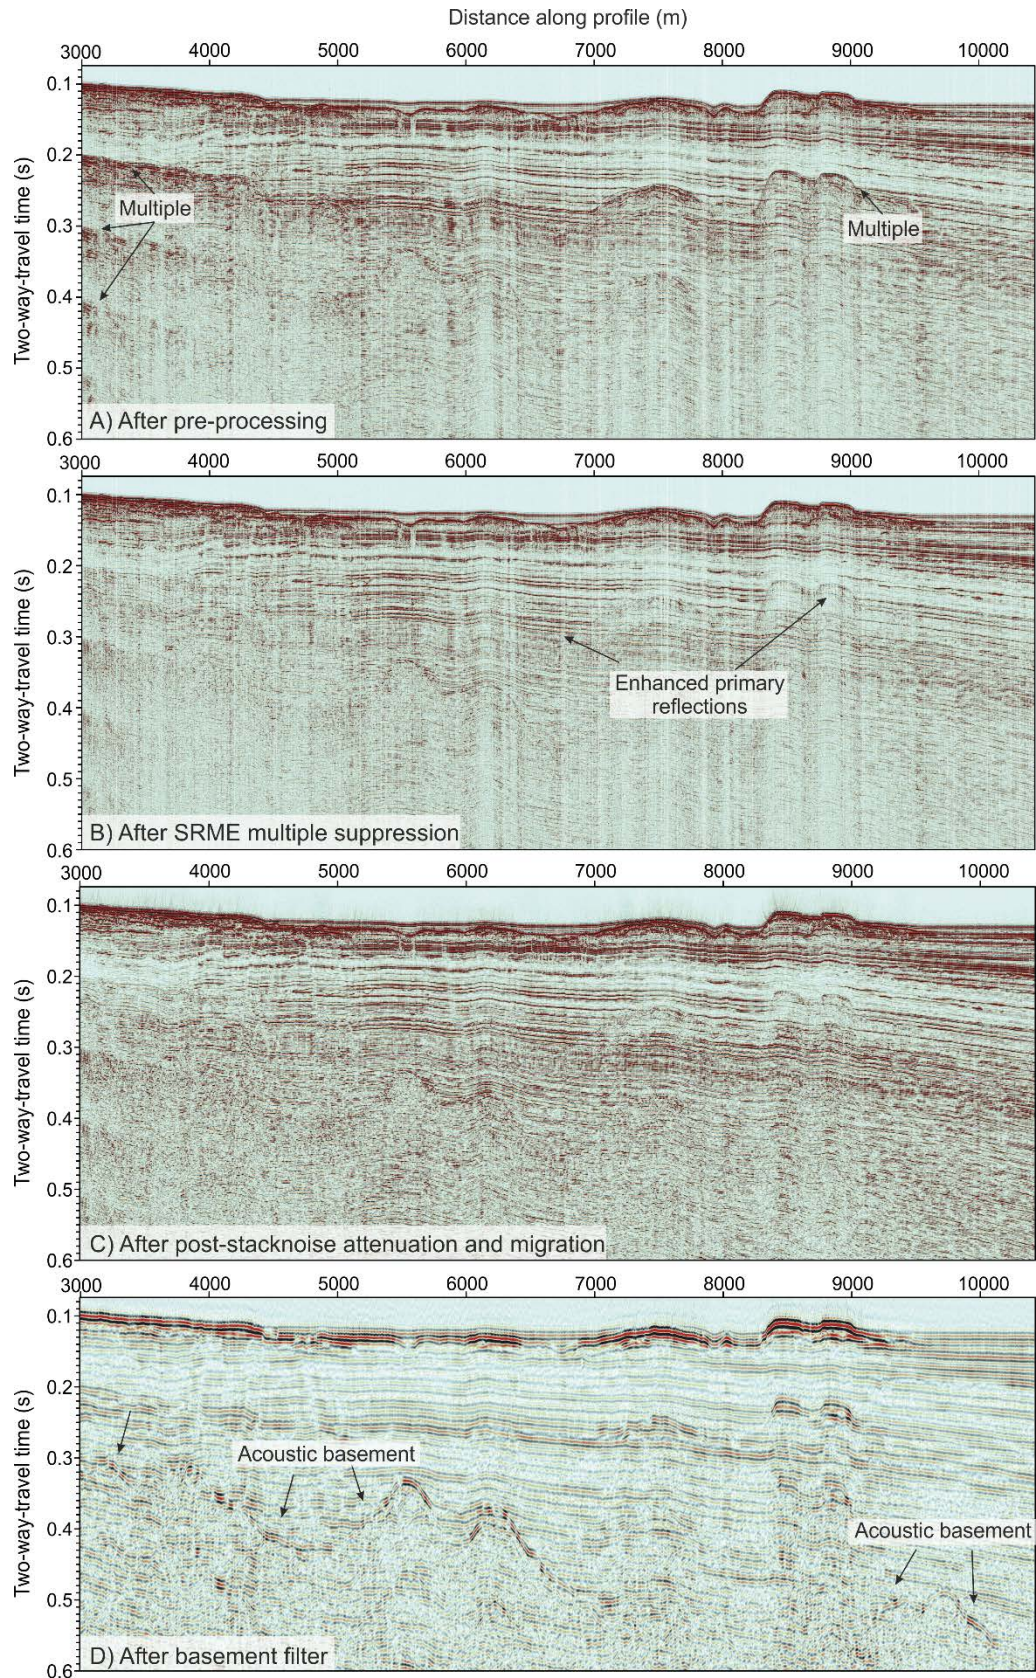 Distance along profile (m)
3000 4000 5000 6000 7000 8000 9000 10000
0.1
0.2
0.3
0.4
0.5
0.6
Two-way-travel time (s)
Multiple
Multiple
A) After pre-processing
3000 4000 5000 6000 7000 8000 9000 10000
0.1
0.2
0.3
0.4
0.5
0.6
Two-way-travel time (s)
Enhanced primary
reflections
B) After SRME multiple suppression
3000 4000 5000 6000 7000 8000 9000 10000
0.1
0.2
0.3
0.4
0.5
0.6
Two-way-travel time (s)
C) After post-stacknoise attenuation and migration
3000 4000 5000 6000 7000 8000 9000 10000
0.1
0.2
0.3
0.4
0.5
0.6
Two-way-travel time (s)
Acoustic basement
Acoustic basement
D) After basement filter